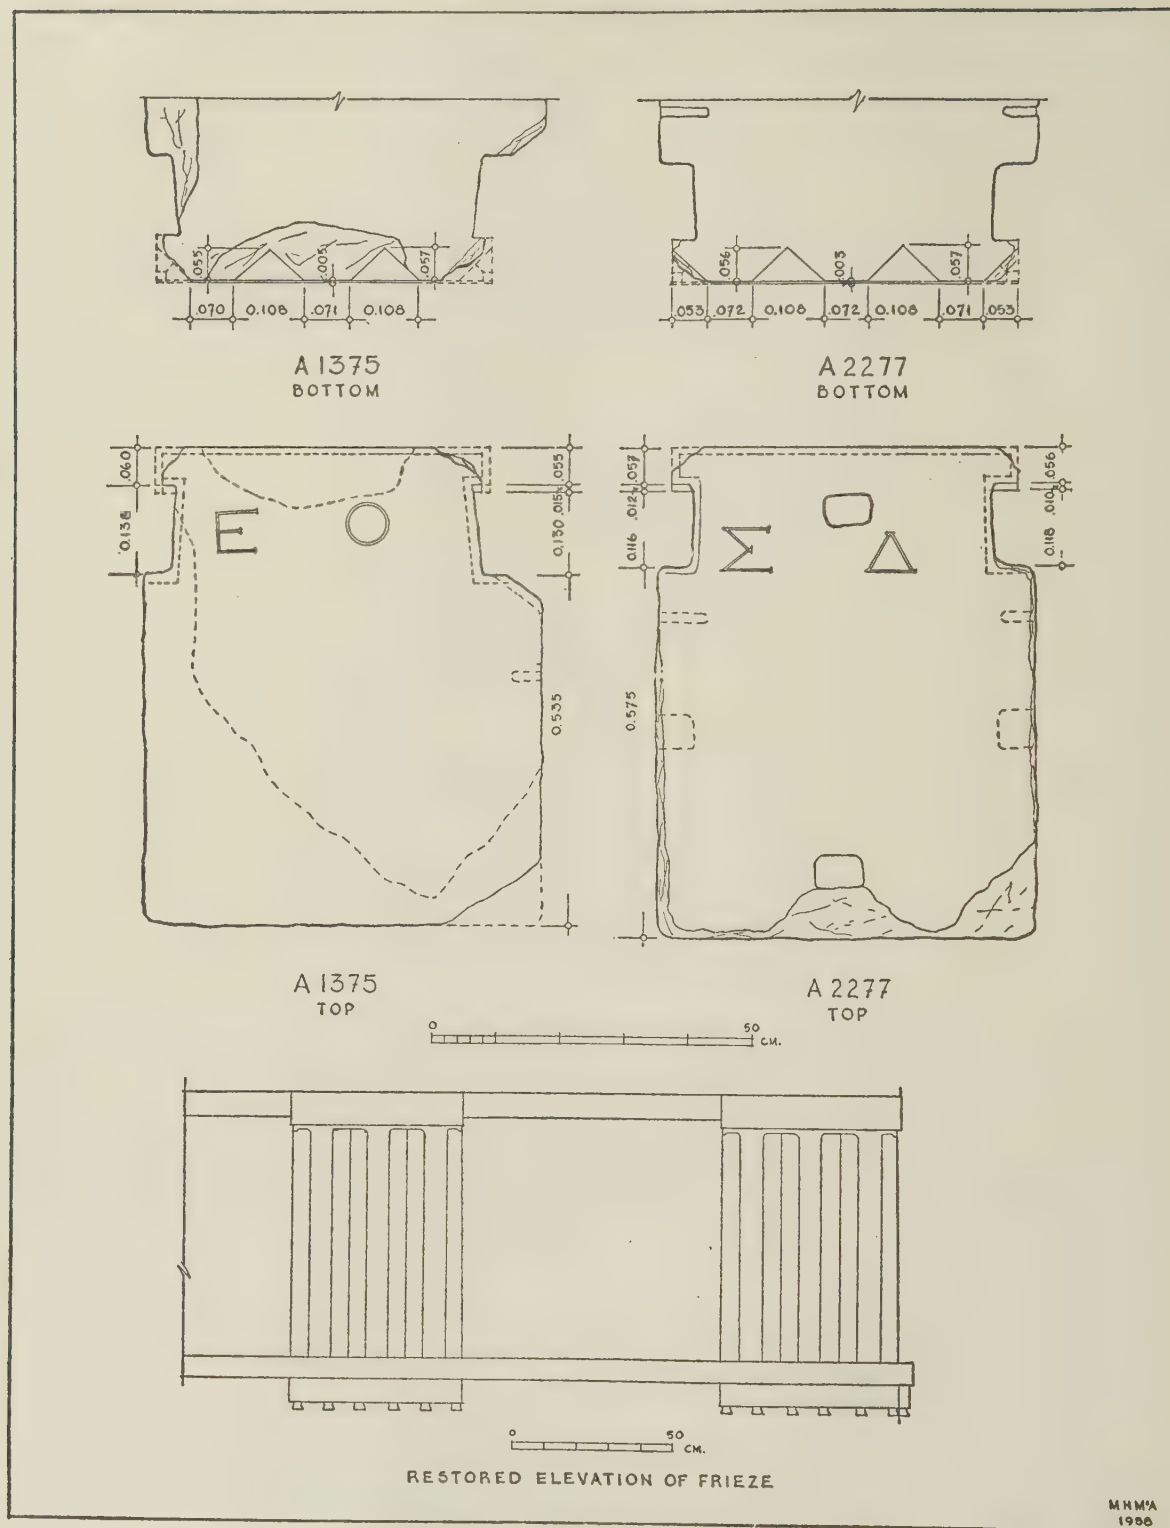 .055 .005 .057
.070 0.108 .071 0.108
A 1375
BOTTOM
.056 .003 .057
.053 .072 0.108 .072 0.108 .071 .053
A 2277
BOTTOM
.060 0.138
Ε Ο
.055 .015 0.130 0.535
A 1375
TOP
.057 .012 0.116 0.575
Σ Δ
.056 .010 0.118
A 2277
TOP
0 50 CM.
0 50 CM.
RESTORED ELEVATION OF FRIEZE
MHMᶜA
1958